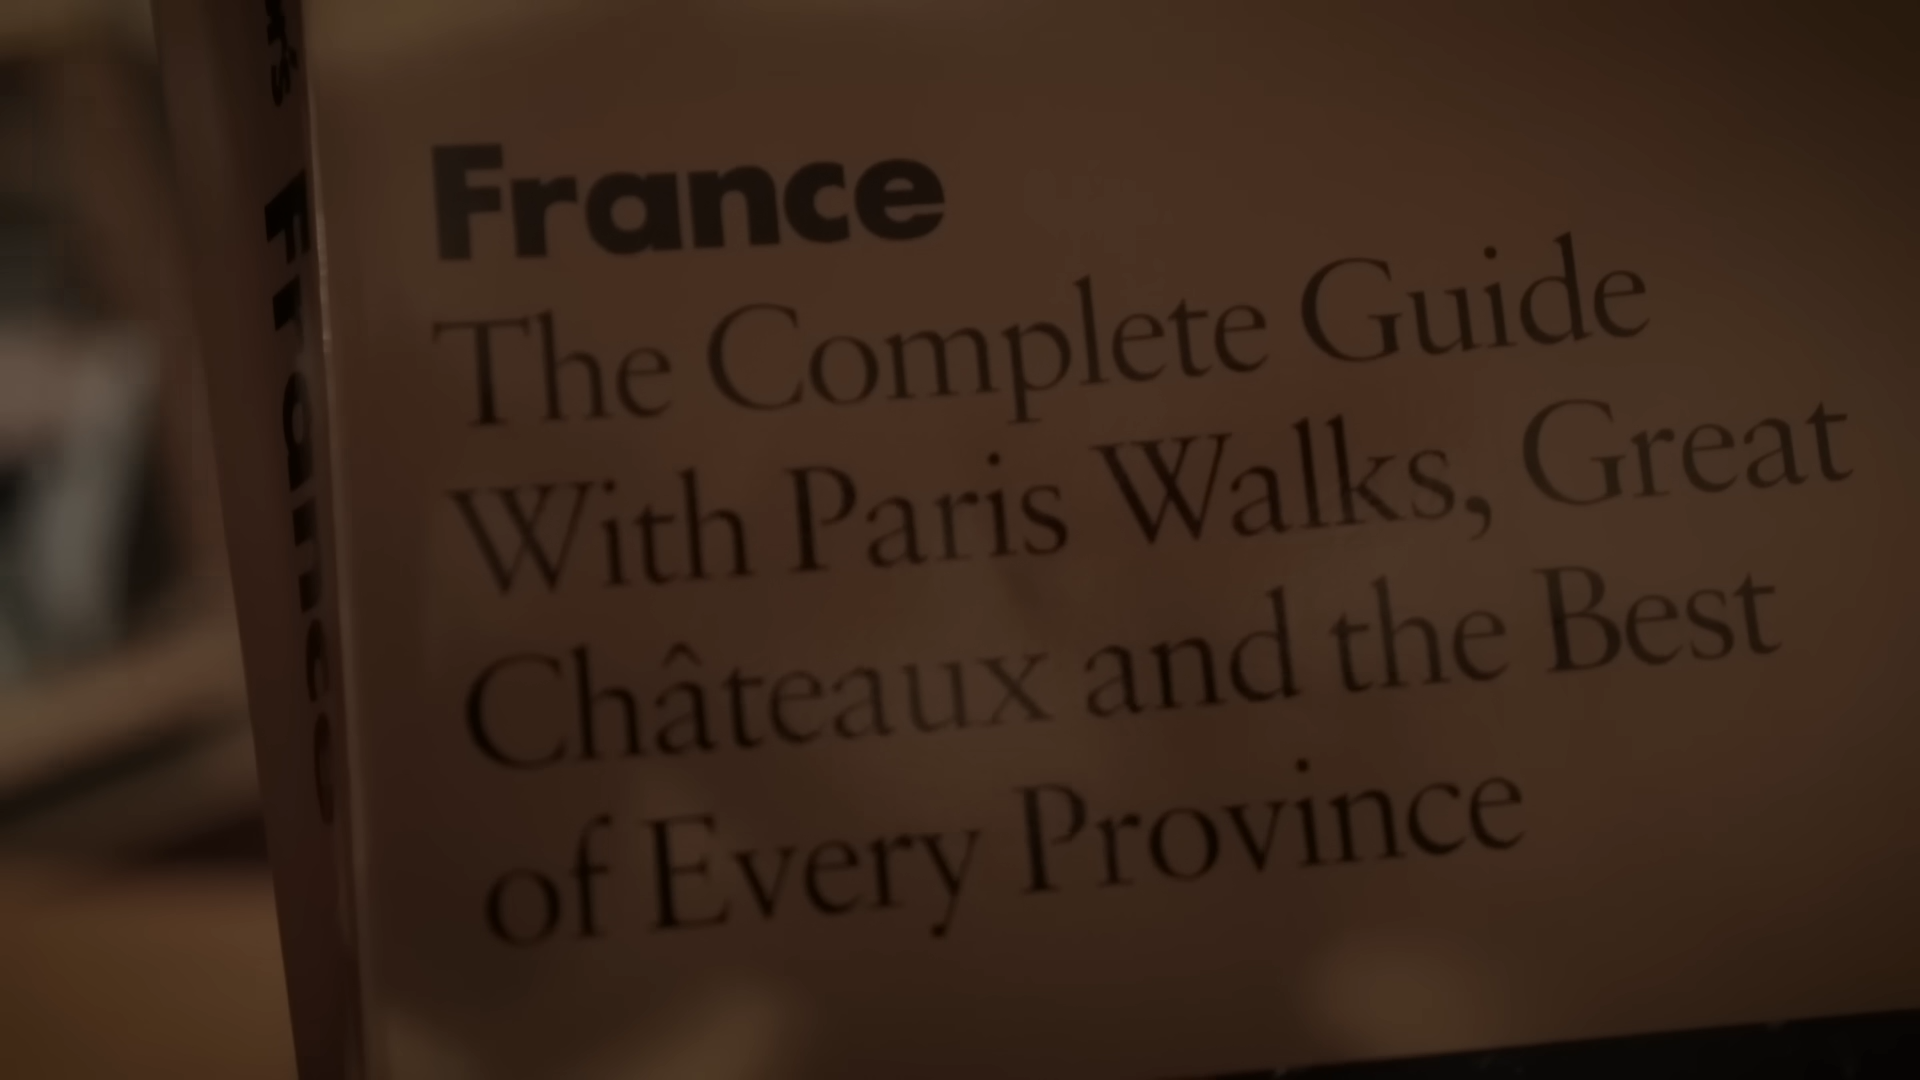 France
France
The Complete Guide
With Paris Walks, Great
Châteaux and the Best
of Every Province